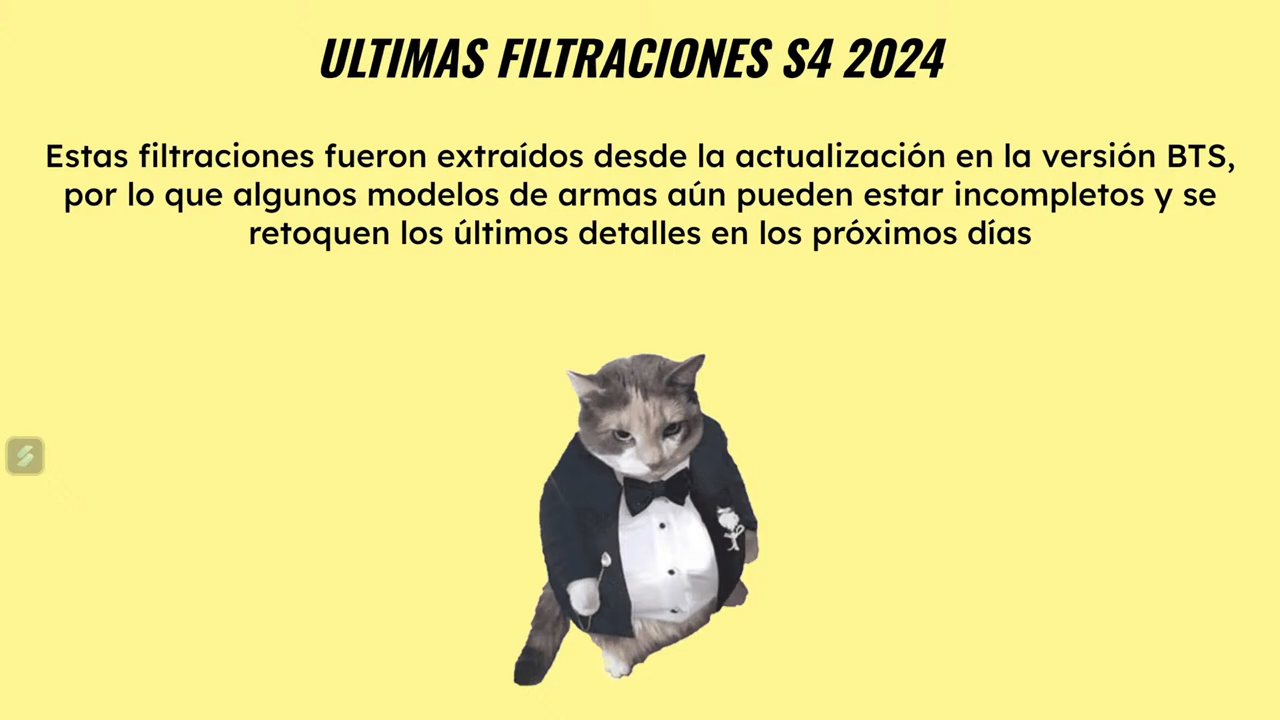 ULTIMAS FILTRACIONES S4 2024
Estas filtraciones fueron extraídos desde la actualización en la versión BTS,
por lo que algunos modelos de armas aún pueden estar incompletos y se
retoquen los últimos detalles en los próximos días